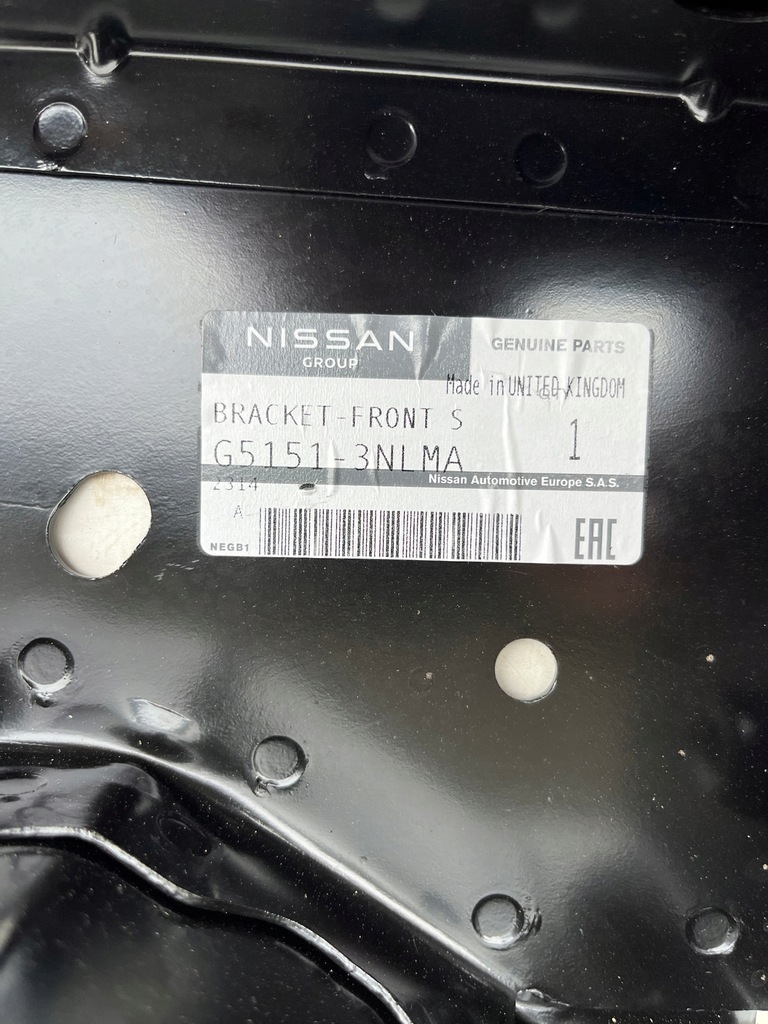 NISSAN
GROUP
GENUINE PARTS
Made in UNITED KINGDOM
BRACKET-FRONT S
1
G5151-3NLMA
Nissan Automotive Europe S.A.S.
2314
A
NEGB1
EAC